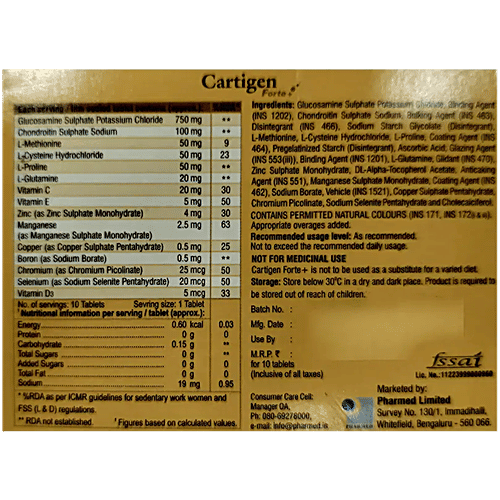 Cartigen
Forte+
Each serving / film coated tablet contains (approx.) %RDA*
Glucosamine Sulphate Potassium Chloride 750 mg **
Chondroitin Sulphate Sodium 100 mg **
L-Methionine 50 mg 9
L-Cysteine Hydrochloride 50 mg 23
L-Proline 50 mg **
L-Glutamine 20 mg **
Vitamin C 20 mg 30
Vitamin E 5 mg 50
Zinc (as Zinc Sulphate Monohydrate) 4 mg 30
Manganese 2.5 mg 63
(as Manganese Sulphate Monohydrate)
Copper (as Copper Sulphate Pentahydrate) 0.5 mg 25
Boron (as Sodium Borate) 0.5 mg **
Chromium (as Chromium Picolinate) 25 mcg 50
Selenium (as Sodium Selenite Pentahydrate) 20 mcg 50
Vitamin D3 5 mcg 33
No. of servings: 10 Tablets Sevring size: 1 Tablet
Nutritional information per serving / tablet (approx.):
Energy 0.60 kcal 0.03
Protein 0 g 0
Carbohydrate 0.15 g **
Total Sugars 0 g **
Added Sugars 0 g 0
Total Fat 0 g 0
Sodium 19 mg 0.95
* %RDA as per ICMR guidelines for sedentary work women and
FSS (L & D) regulations.
** RDA not established. Figures based on calculated values.
Ingredients: Glucosamine Sulphate Potassium Chloride, Binding Agent
(INS 1202), Chondroitin Sulphate Sodium, Bulking Agent (INS 463),
Disintegrant (INS 466), Sodium Starch Glycolate (Disintegrant),
L-Methionine, L-Cysteine Hydrochloride, L-Proline, Coating Agent (INS
464), Pregelatinized Starch (Disintegrant), Ascorbic Acid, Glazing Agent
(INS 553(iii)), Binding Agent (INS 1201), L-Glutamine, Glidant (INS 470),
Zinc Sulphate Monohydrate, DL-Alpha-Tocopherol Acetate, Anticaking
Agent (INS 551), Manganese Sulphate Monohydrate, Coating Agent (INS
462), Sodium Borate, Vehicle (INS 1521), Copper Sulphate Pentahydrate,
Chromium Picolinate, Sodium Selenite Pentahydrate and Cholecalciferol.
CONTAINS PERMITTED NATURAL COLOURS (INS 171, INS 172)
Appropriate overages added.
Recommended usage level: As recommended.
Not to exceed the recommended daily usage.
NOT FOR MEDICINAL USE
Cartigen Forte+ is not to be used as a substitute for a varied diet.
Storage: Store below 30°C in a dry and dark place. Product is required to
be stored out of reach of children.
Batch No. :
Mfg. Date :
Use By :
M.R.P. ₹ :
for 10 tablets
(Inclusive of all taxes)
fssai
Lic. No.:
Consumer Care Cell:
Manager QA,
Ph: 080-69278000,
e-mail: info@pharmed.in
Marketed by:
Pharmed Limited
Survey No. 130/1, Immadihalli,
Whitefield, Bengaluru - 560 066.